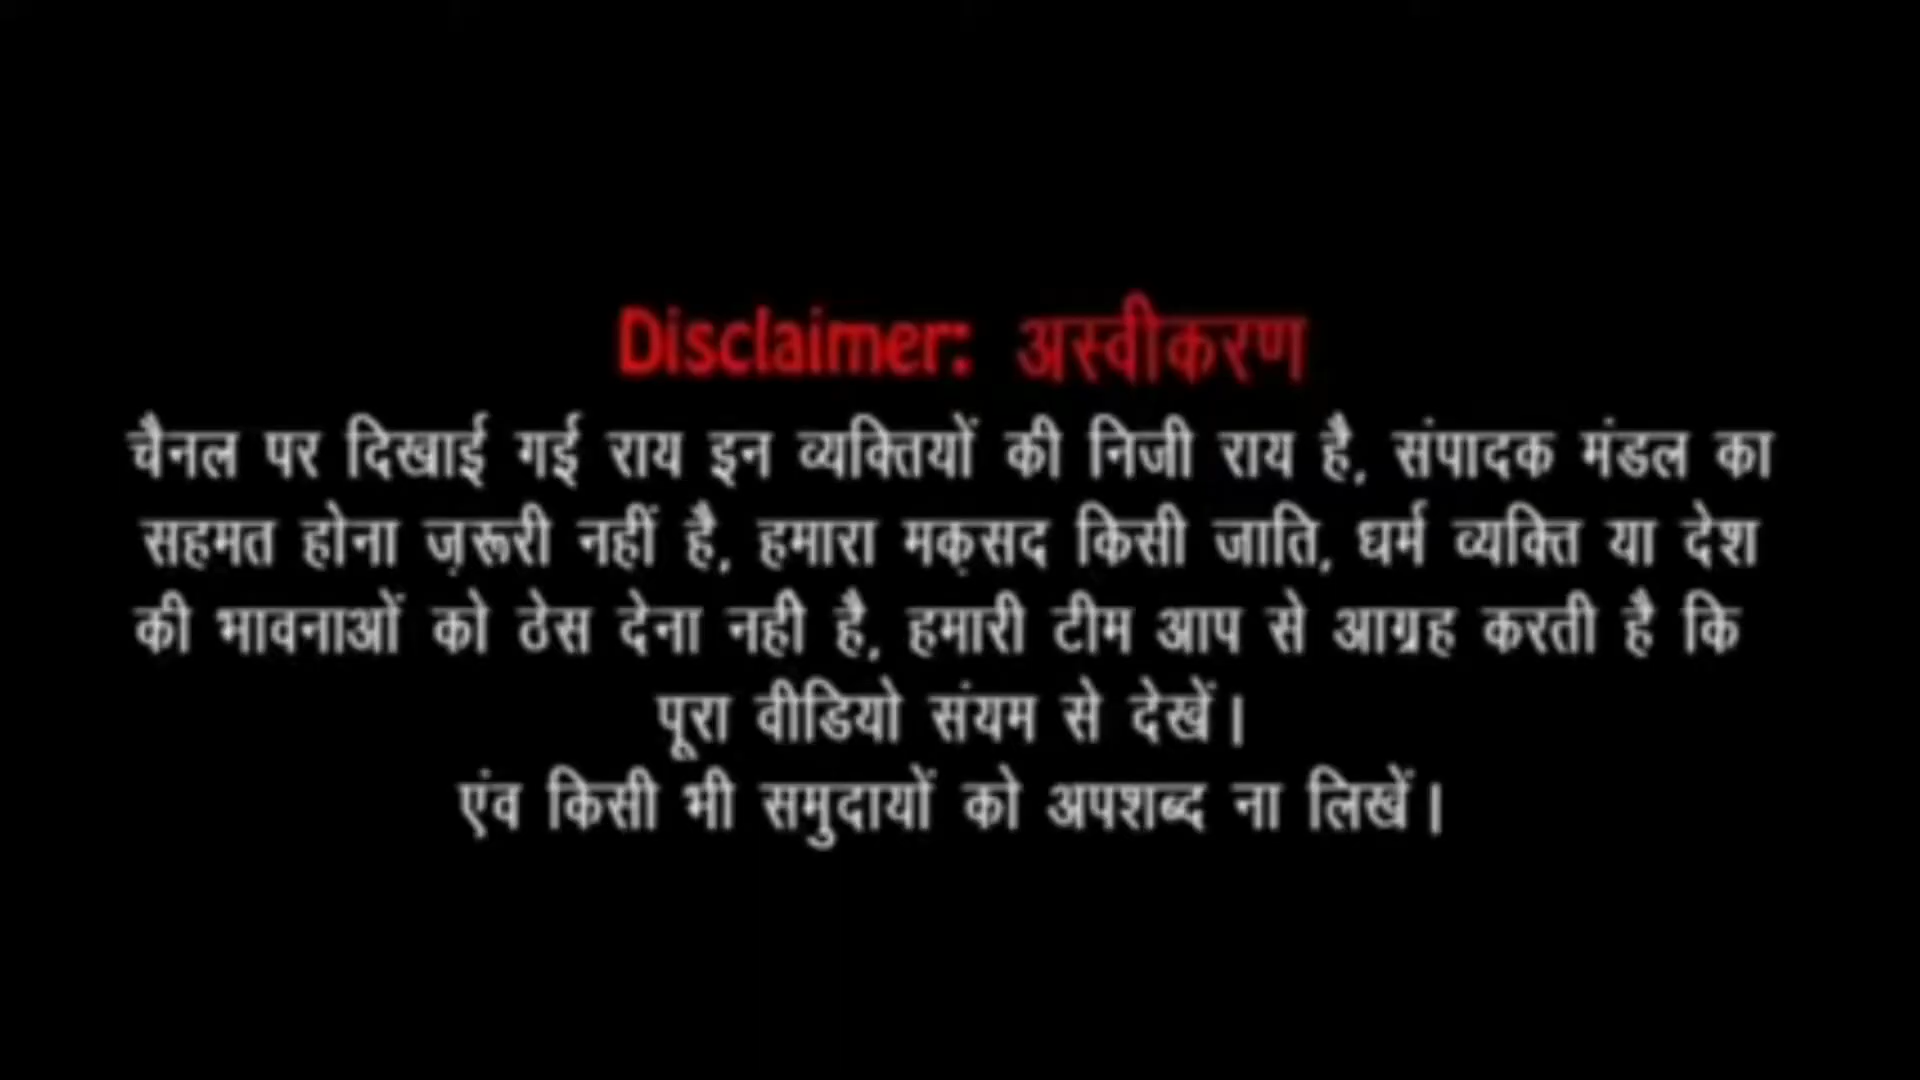 Disclaimer: अस्वीकरण
चैनल पर दिखाई गई राय इन व्यक्तियों की निजी राय है, संपादक मंडल का
सहमत होना ज़रूरी नहीं है, हमारा मक़सद किसी जाति, धर्म व्यक्ति या देश
की भावनाओं को ठेस देना नही है, हमारी टीम आप से आग्रह करती है कि
पूरा वीडियो संयम से देखें।
एंव किसी भी समुदायों को अपशब्द ना लिखें।